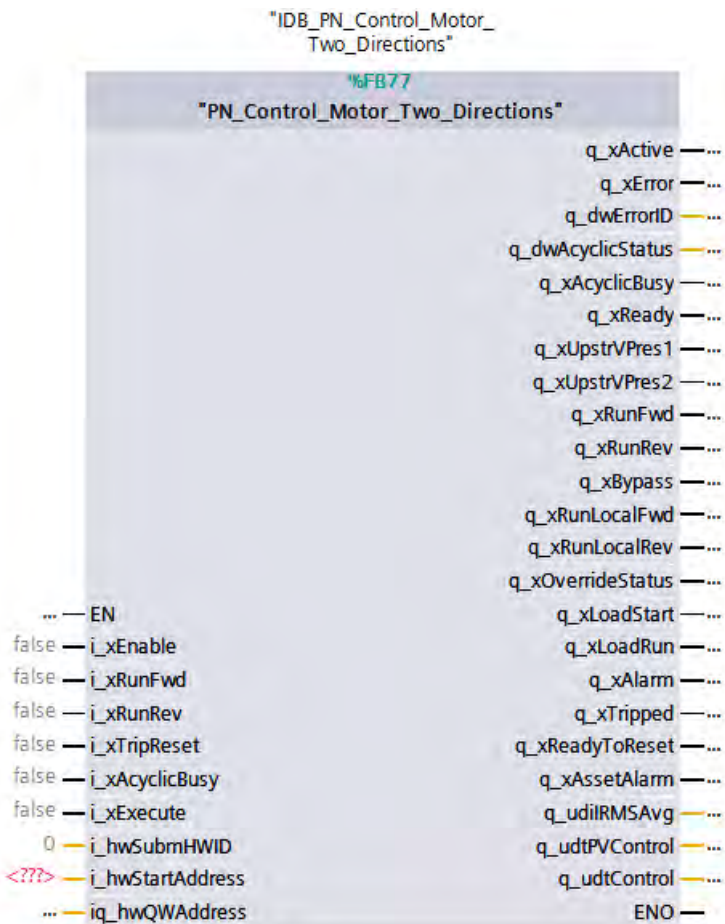 "IDB_PN_Control_Motor_
Two_Directions"
%FB77
"PN_Control_Motor_Two_Directions"
q_xActive ...
q_xError ...
q_dwErrorID ...
q_dwAcyclicStatus ...
q_xAcyclicBusy ...
q_xReady ...
q_xUpstrVPres1 ...
q_xUpstrVPres2 ...
q_xRunFwd ...
q_xRunRev ...
q_xBypass ...
q_xRunLocalFwd ...
q_xRunLocalRev ...
q_xOverrideStatus ...
... EN q_xLoadStart ...
false i_xEnable q_xLoadRun ...
false i_xRunFwd q_xAlarm ...
false i_xRunRev q_xTripped ...
false i_xTripReset q_xReadyToReset ...
false i_xAcyclicBusy q_xAssetAlarm ...
false i_xExecute q_udiIRMSAvg ...
0 i_hwSubmHWID q_udtPVControl ...
<???> i_hwStartAddress q_udtControl ...
... iq_hwQWAddress ENO